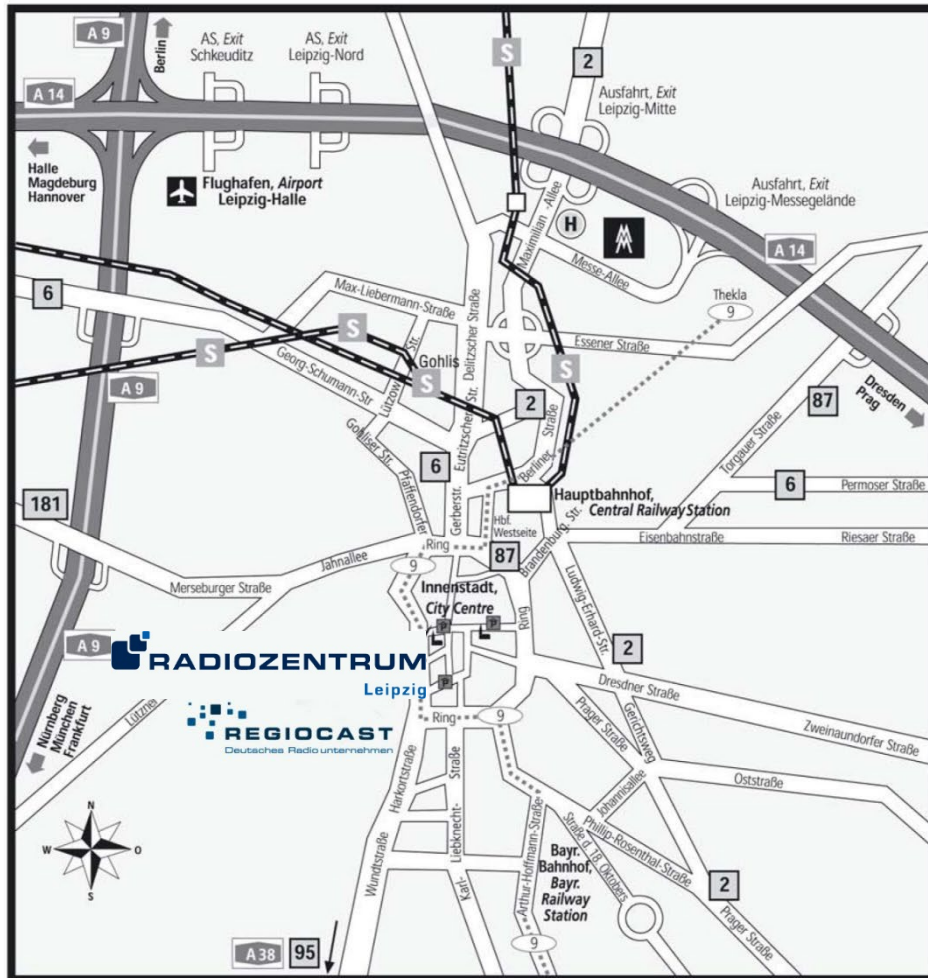 A 9
Berlin
AS, Exit
Schkeuditz
AS, Exit
Leipzig-Nord
S
2
Ausfahrt, Exit
Leipzig-Mitte
A 14
Halle
Magdeburg
Hannover
Flughafen, Airport
Leipzig-Halle
Maximilian -Allee
H
Ausfahrt, Exit
Leipzig-Messegelände
A 14
Messe-Allee
6
Max-Liebermann-Straße
Delitzscher Straße
Thekla
9
S
S
Gohlis
Essener Straße
S
S
A 9
Georg-Schumann-Str
Lützow
Str.
2
87
Dresden
Prag
Gohliser Str.
Eutritzscher Str.
Berliner
Straße
Torgauer Straße
Pfaffendorfer
6
Gerberstr.
6
Permoser Straße
181
Hauptbahnhof,
Central Railway Station
Hbf.
Westseite
Brandenburg. Str.
Eisenbahnstraße
Riesaer Straße
Ring
87
Jahnallee
9
Merseburger Straße
Innenstadt,
City Centre
Ring
Ludwig-Erhard-Str.
P
P
A 9
RADIOZENTRUM
Leipzig
P
2
Dresdner Straße
Nürnberg
München
Frankfurt
Lützne
REGIOCAST
Deutsches Radiounternehmen
Ring
9
Prager Straße
Gerichtsweg
Zweinaundorfer Straße
Harkortstraße
Straße
Johannisallee
Oststraße
N
W
O
S
Wundtstraße
Karl-
Liebknecht-
Arthur-Hoffmann-Straße
Straße d. 18. Oktobers
Phillip-Rosenthal-Straße
Bayr.
Bahnhof,
Bayr.
Railway
Station
2
Prager Straße
9
A 38
95